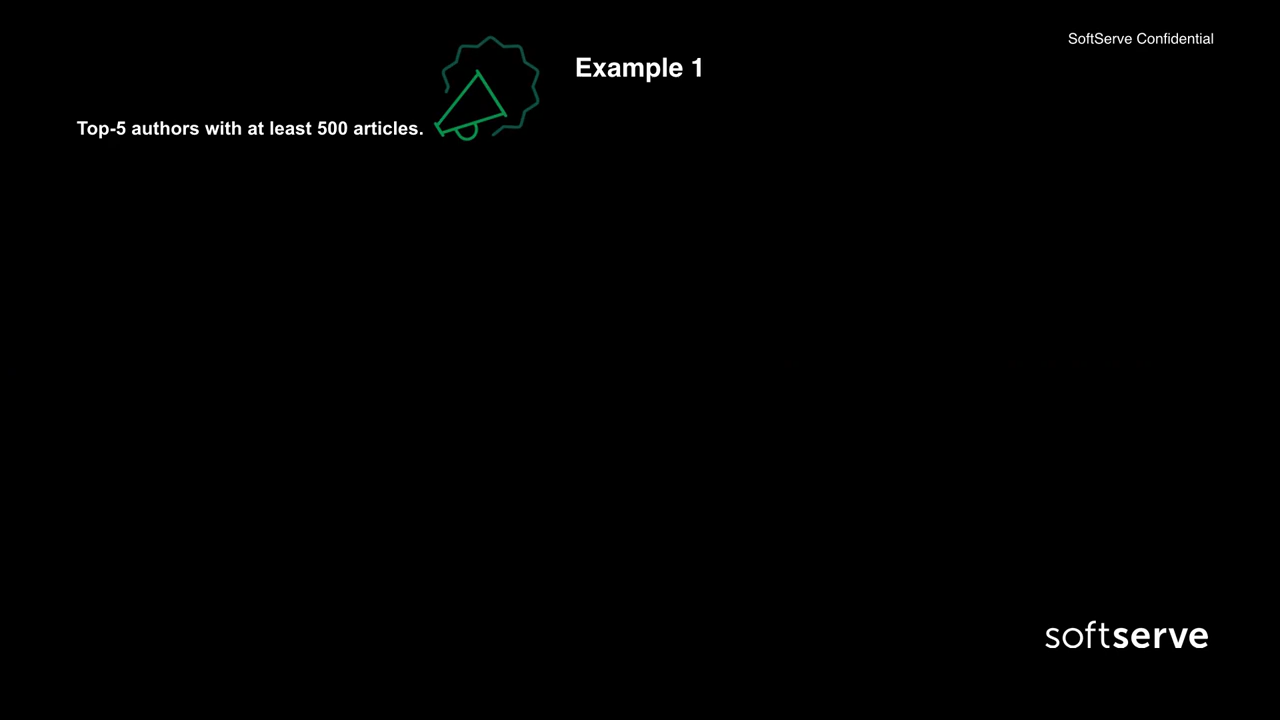 SoftServe Confidential
Example 1
Top-5 authors with at least 500 articles.
softserve